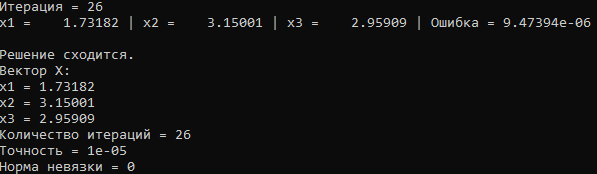 Итерация = 26
x1 =    1.73182 | x2 =    3.15001 | x3 =    2.95909 | Ошибка = 9.47394e-06
Решение сходится.
Вектор X:
x1 = 1.73182
x2 = 3.15001
x3 = 2.95909
Количество итераций = 26
Точность = 1e-05
Норма невязки = 0